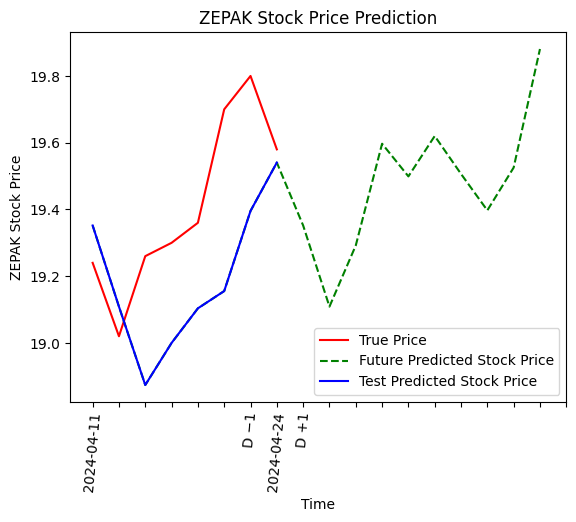 ZEPAK Stock Price Prediction
ZEPAK Stock Price
19.8
19.6
19.4
19.2
19.0
True Price
Future Predicted Stock Price
Test Predicted Stock Price
2024-04-11
D −1
2024-04-24
D +1
Time